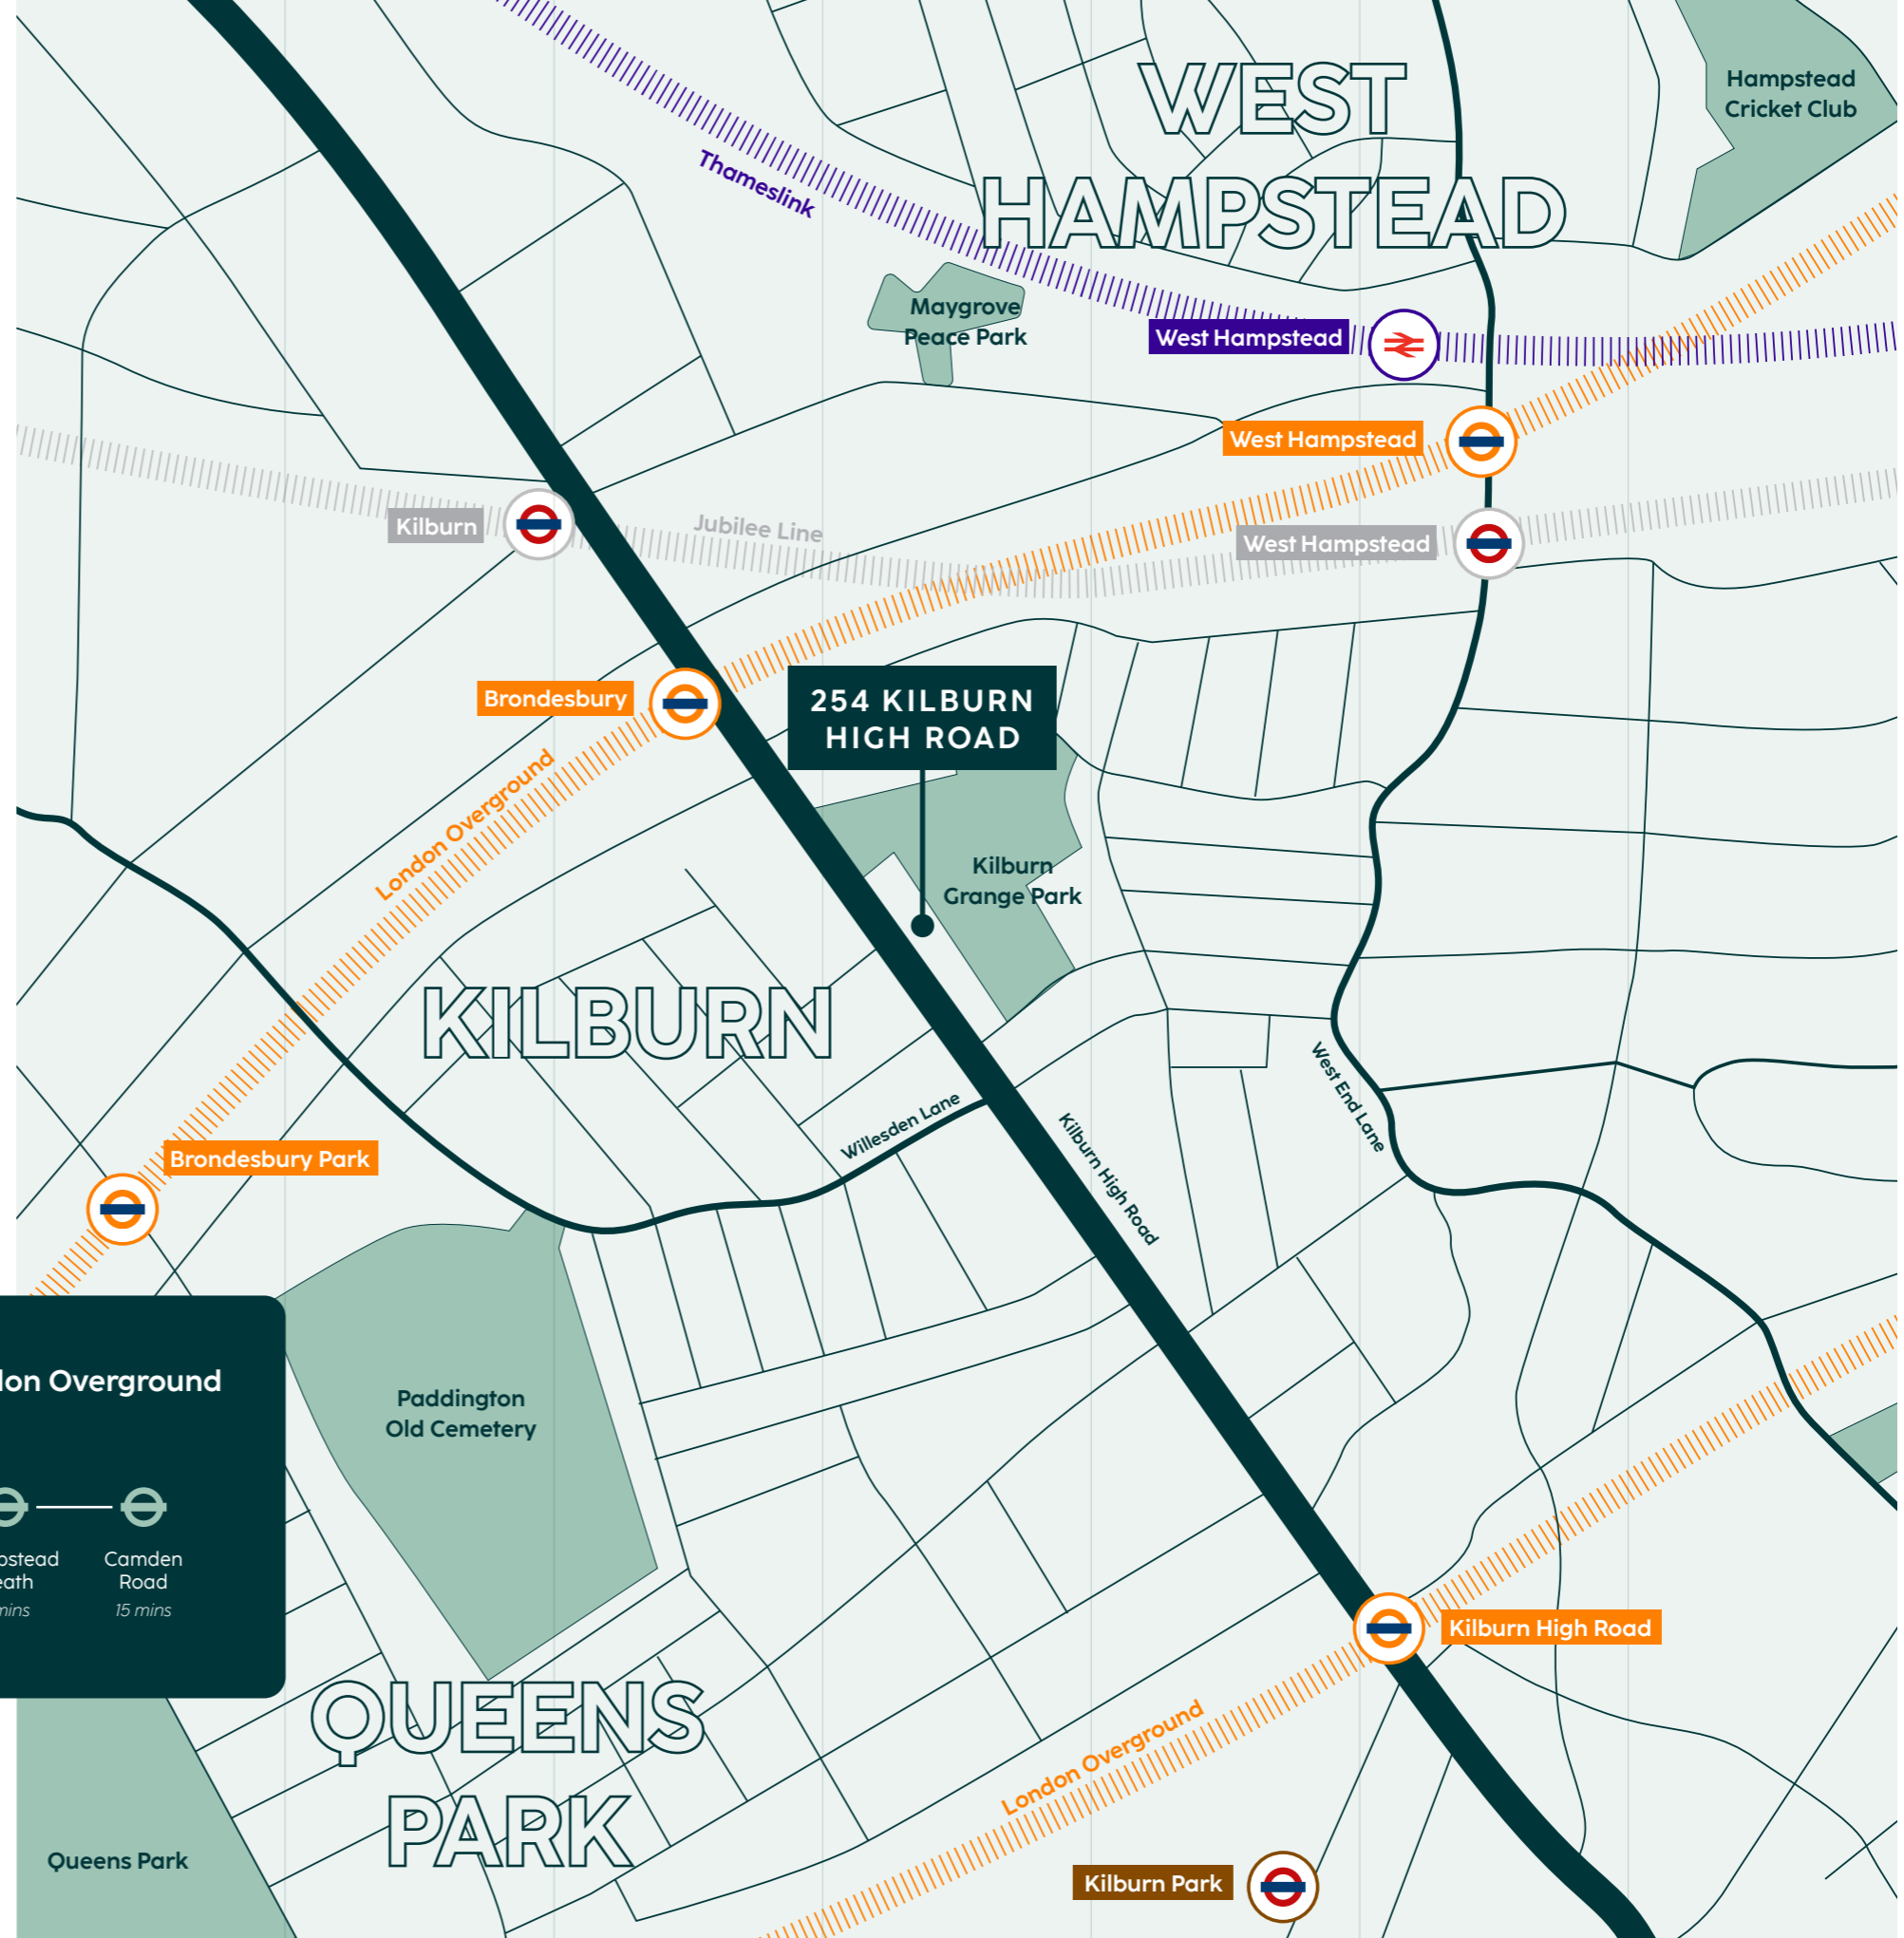 WEST
HAMPSTEAD
Hampstead
Cricket Club
Thameslink
Maygrove
Peace Park
West Hampstead
West Hampstead
Kilburn
Jubilee Line
West Hampstead
Brondesbury
254 KILBURN
HIGH ROAD
London Overground
Kilburn
Grange Park
KILBURN
West End Lane
Willesden Lane
Kilburn High Road
Brondesbury Park
Overground
Paddington
Old Cemetery
Camden
Road
mins
15 mins
Kilburn High Road
QUEENS
PARK
London Overground
Queens Park
Kilburn Park